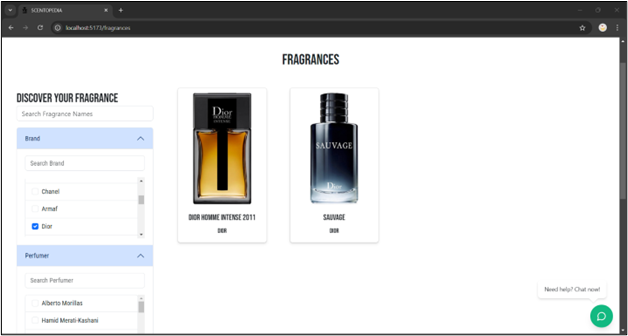 SCENTOPEDIA
localhost:5173/fragrances
FRAGRANCES
DISCOVER YOUR FRAGRANCE
Search Fragrance Names
Brand
Search Brand
Chanel
Armaf
Dior
Perfumer
Search Perfumer
Alberto Morillas
Hamid Merati-Kashani
Dior
HOMME
INTENSE
DIOR HOMME INTENSE 2011
DIOR
SAUVAGE
Dior
SAUVAGE
DIOR
Need help? Chat now!